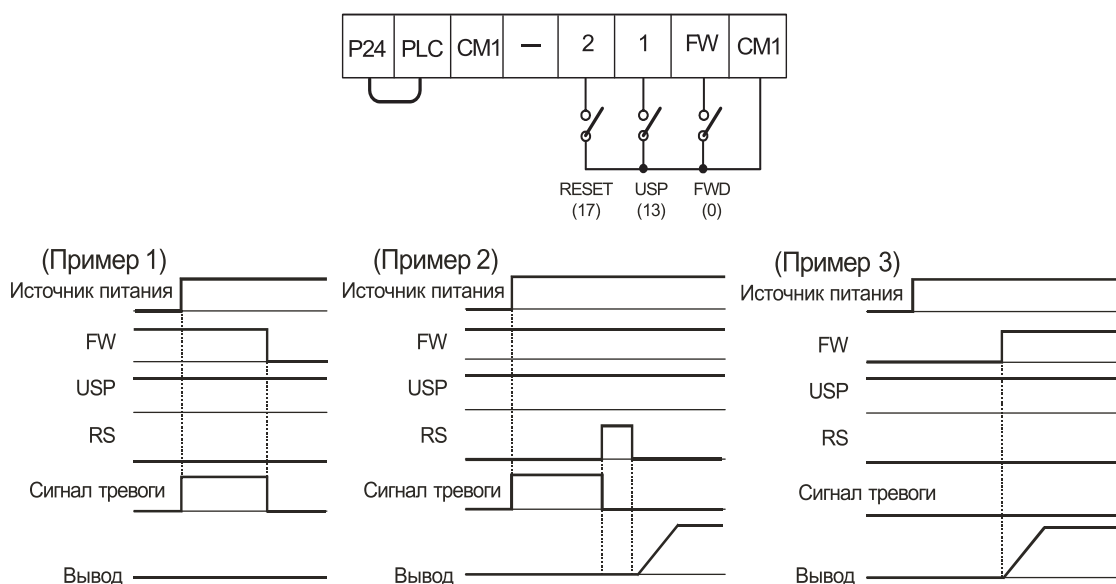 P24 PLC CM1 — 2 1 FW CM1
RESET USP FWD
(17) (13) (0)
(Пример 1)
Источник питания
FW
USP
RS
Сигнал тревоги
Вывод
(Пример 2)
Источник питания
FW
USP
RS
Сигнал тревоги
Вывод
(Пример 3)
Источник питания
FW
USP
RS
Сигнал тревоги
Вывод